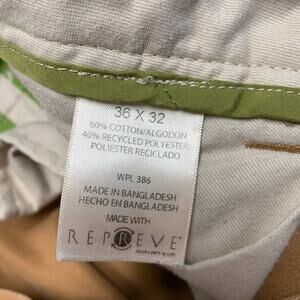 36 X 32
60% COTTON/ALGODON
40% RECYCLED POLYESTER/
POLIESTER RECICLADO
WPL 386
MADE IN BANGLADESH
HECHO EN BANGLADESH
MADE WITH
REPREVE